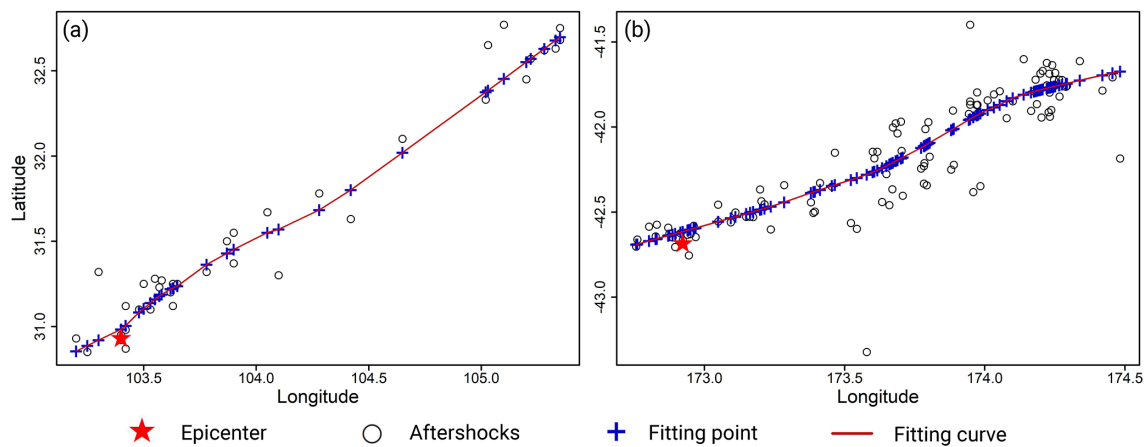 (a)
(b)
32.5
32.0
31.5
31.0
Latitude
103.5
104.0
104.5
105.0
Longitude
-41.5
-42.0
-42.5
-43.0
173.0
173.5
174.0
174.5
Longitude
Epicenter
Aftershocks
Fitting point
Fitting curve